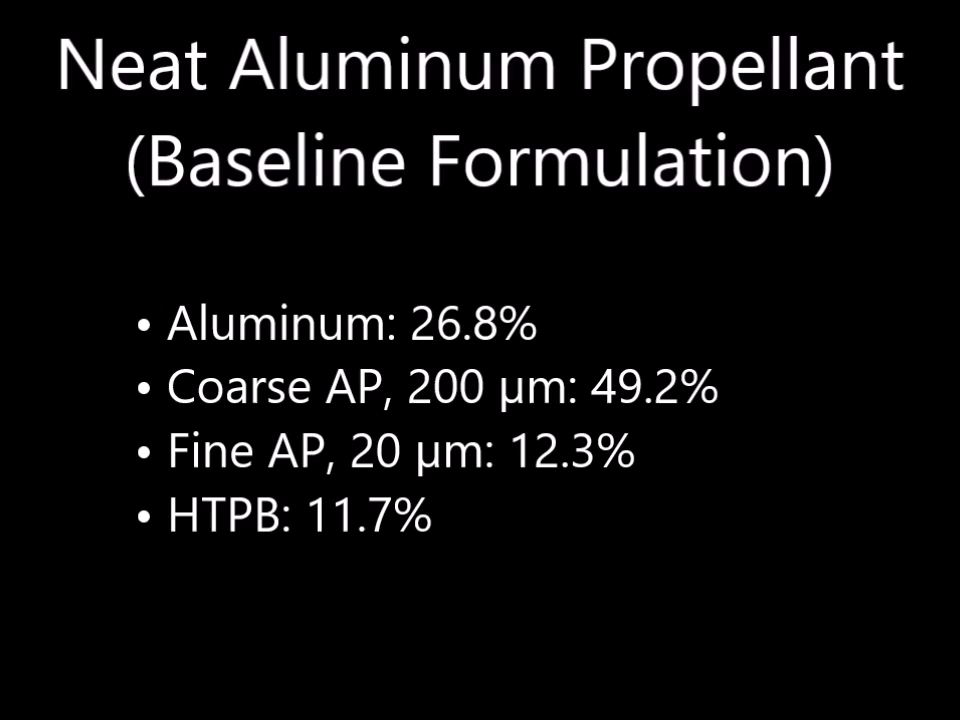 Neat Aluminum Propellant
(Baseline Formulation)
• Aluminum: 26.8%
• Coarse AP, 200 µm: 49.2%
• Fine AP, 20 µm: 12.3%
• HTPB: 11.7%